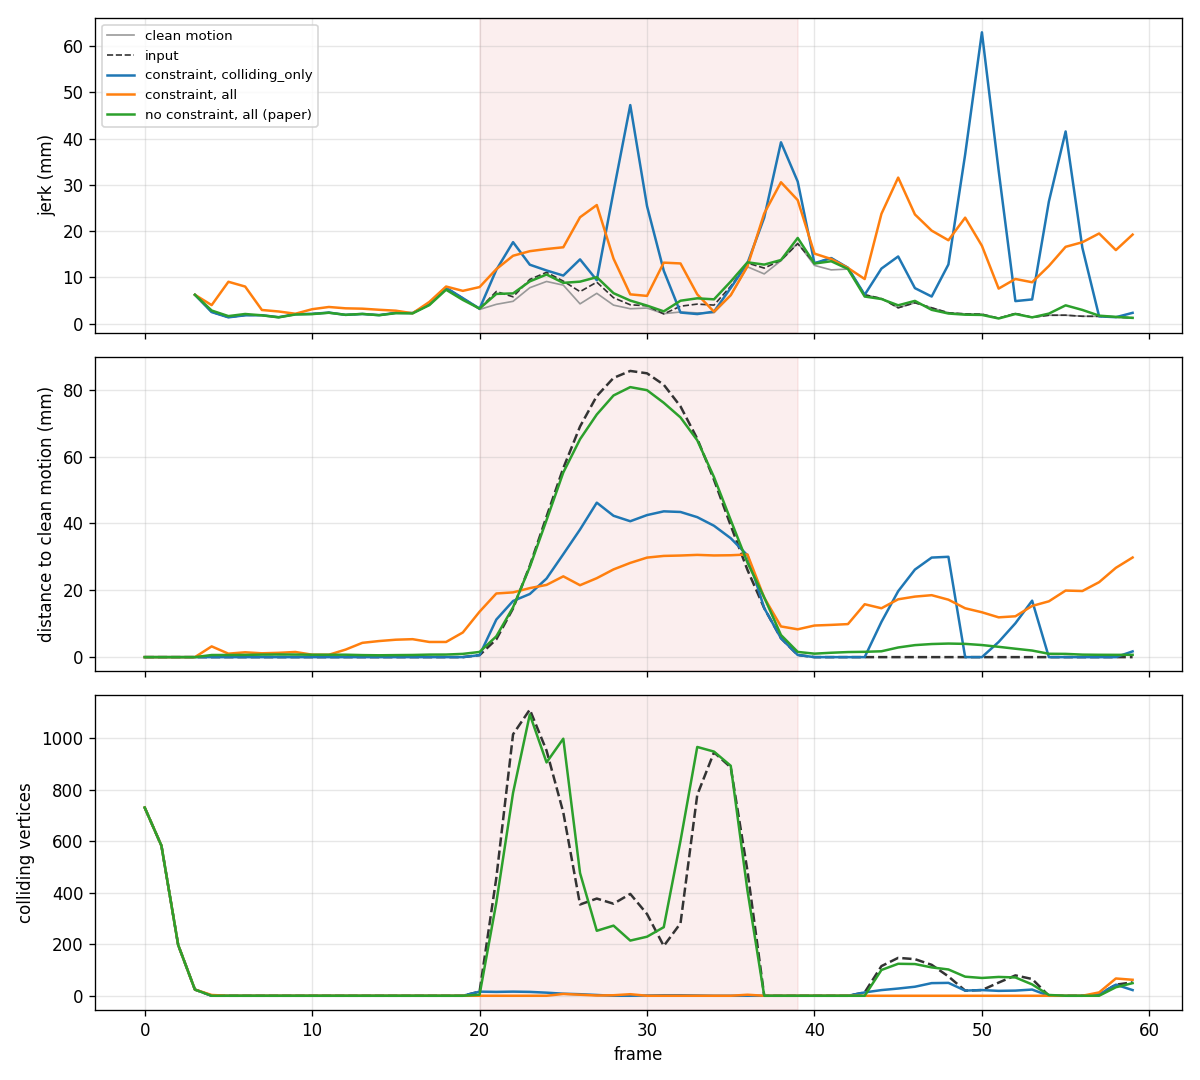 clean motion
input
constraint, colliding_only
constraint, all
no constraint, all (paper)
jerk (mm)
60
50
40
30
20
10
0
distance to clean motion (mm)
80
60
40
20
0
colliding vertices
1000
800
600
400
200
0
0 10 20 30 40 50 60
frame